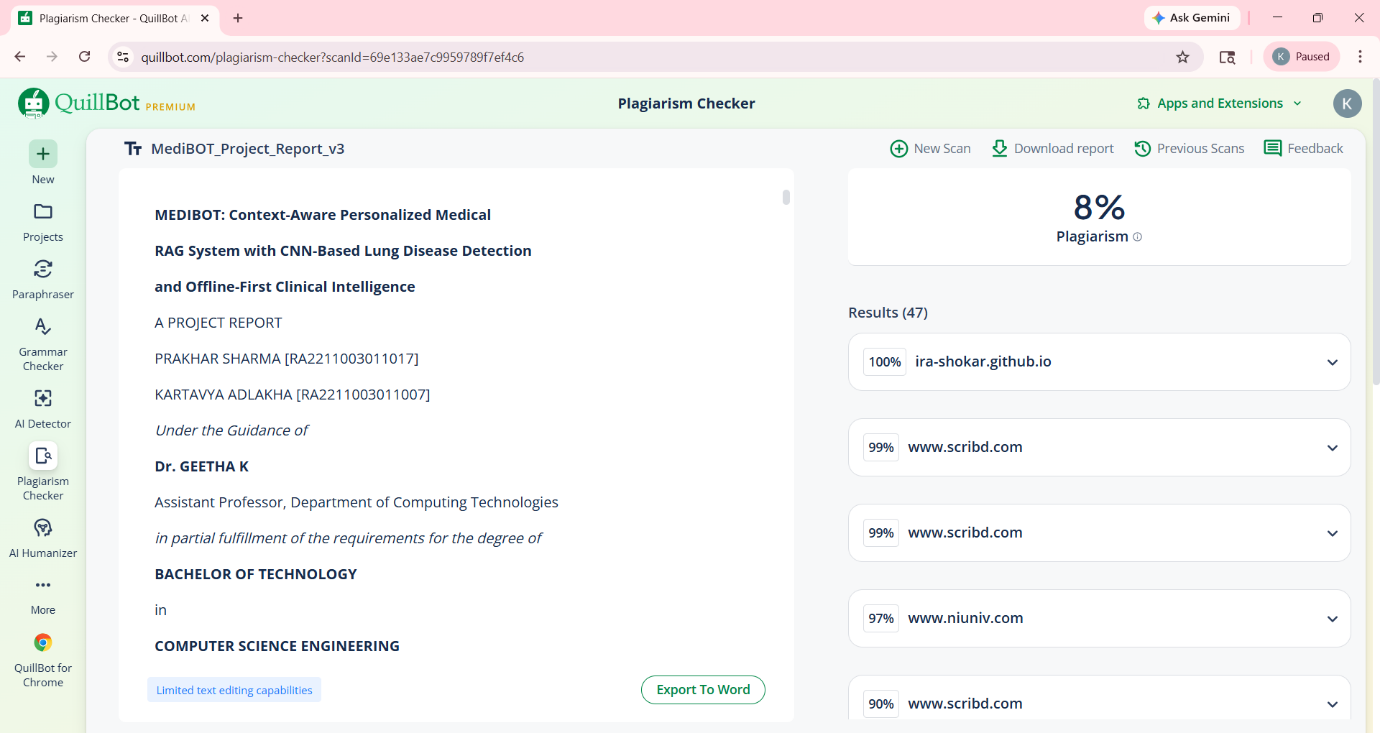 Plagiarism Checker - QuillBot A
Ask Gemini
quillbot.com/plagiarism-checker?scanId=69e133ae7c9959789f7ef4c6
K
Paused
QuillBot PREMIUM
Plagiarism Checker
Apps and Extensions
K
New
Projects
Paraphraser
Grammar
Checker
AI Detector
Plagiarism
Checker
AI Humanizer
More
QuillBot for
Chrome
Tт MediBOT_Project_Report_v3
New Scan
Download report
Previous Scans
Feedback
MEDIBOT: Context-Aware Personalized Medical
RAG System with CNN-Based Lung Disease Detection
and Offline-First Clinical Intelligence
A PROJECT REPORT
PRAKHAR SHARMA [RA2211003011017]
KARTAVYA ADLAKHA [RA2211003011007]
Under the Guidance of
Dr. GEETHA K
Assistant Professor, Department of Computing Technologies
in partial fulfillment of the requirements for the degree of
BACHELOR OF TECHNOLOGY
in
COMPUTER SCIENCE ENGINEERING
Limited text editing capabilities
Export To Word
8%
Plagiarism
Results (47)
100% ira-shokar.github.io
99% www.scribd.com
99% www.scribd.com
97% www.niuniv.com
90% www.scribd.com